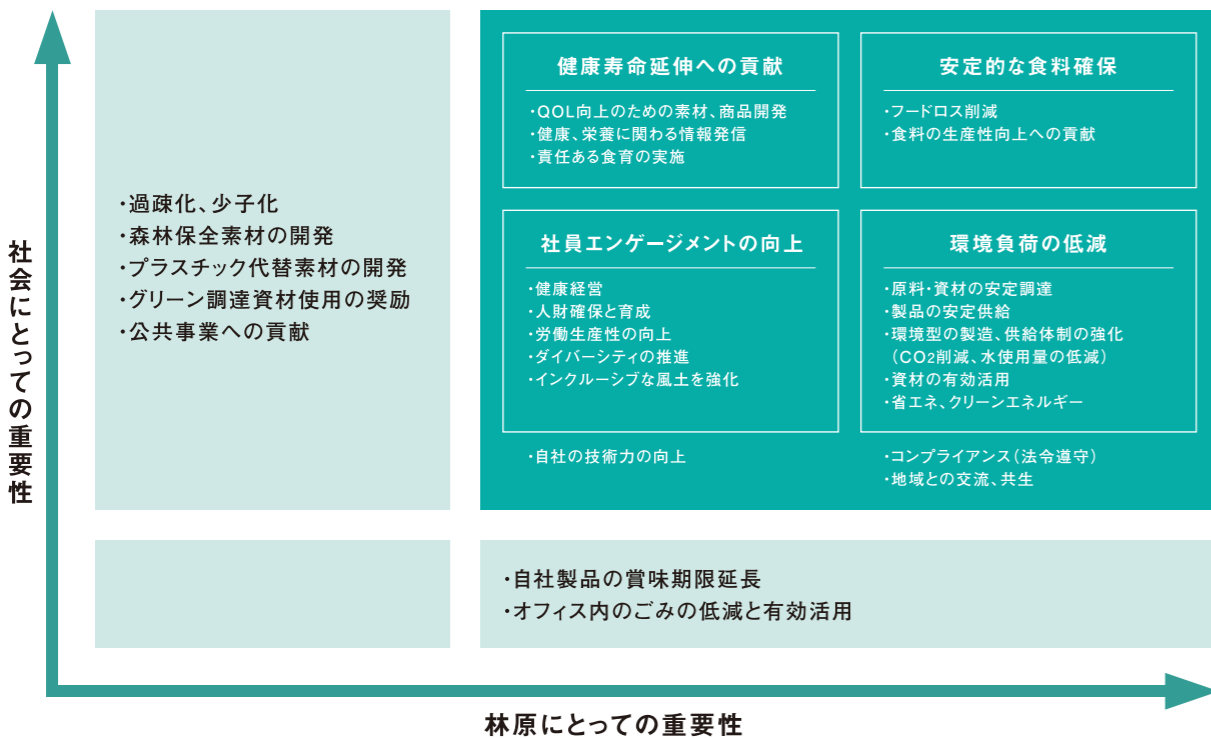 社会にとっての重要性
・過疎化、少子化
・森林保全素材の開発
・プラスチック代替素材の開発
・グリーン調達資材使用の奨励
・公共事業への貢献
健康寿命延伸への貢献
・QOL向上のための素材、商品開発
・健康、栄養に関わる情報発信
・責任ある食育の実施
安定的な食料確保
・フードロス削減
・食料の生産性向上への貢献
社員エンゲージメントの向上
・健康経営
・人財確保と育成
・労働生産性の向上
・ダイバーシティの推進
・インクルーシブな風土を強化
環境負荷の低減
・原料・資材の安定調達
・製品の安定供給
・環境型の製造、供給体制の強化
（CO2削減、水使用量の低減）
・資材の有効活用
・省エネ、クリーンエネルギー
・自社の技術力の向上
・コンプライアンス（法令遵守）
・地域との交流、共生
・自社製品の賞味期限延長
・オフィス内のごみの低減と有効活用
林原にとっての重要性